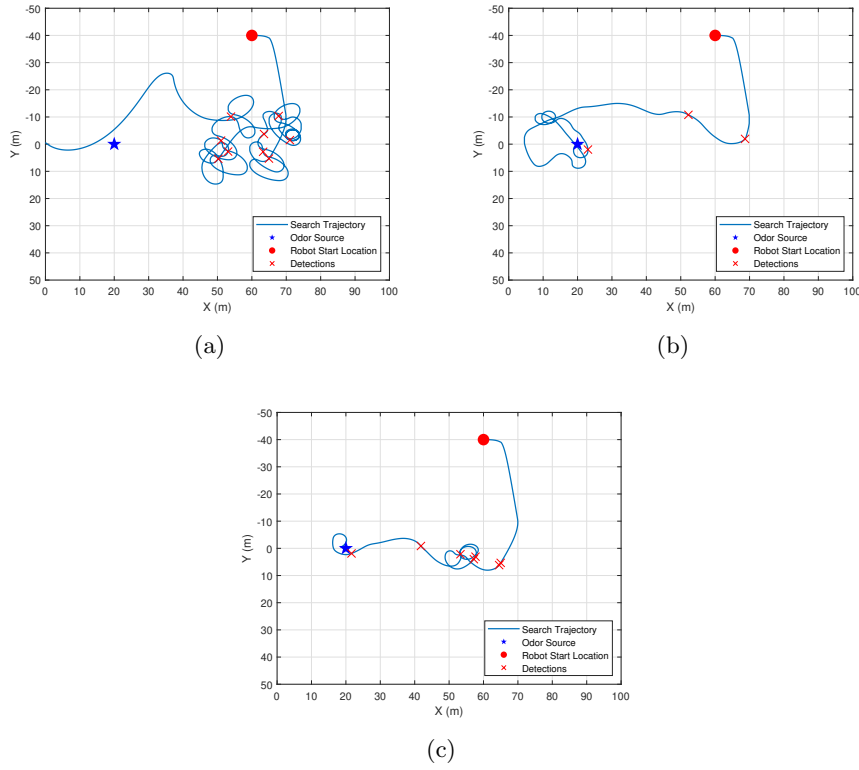 -50
-40
-30
-20
-10
0
10
20
30
40
50
Y (m)
0 10 20 30 40 50 60 70 80 90 100
X (m)
Search Trajectory
Odor Source
Robot Start Location
Detections
(a)
-50
-40
-30
-20
-10
0
10
20
30
40
50
Y (m)
0 10 20 30 40 50 60 70 80 90 100
X (m)
Search Trajectory
Odor Source
Robot Start Location
Detections
(b)
-50
-40
-30
-20
-10
0
10
20
30
40
50
Y (m)
0 10 20 30 40 50 60 70 80 90 100
X (m)
Search Trajectory
Odor Source
Robot Start Location
Detections
(c)